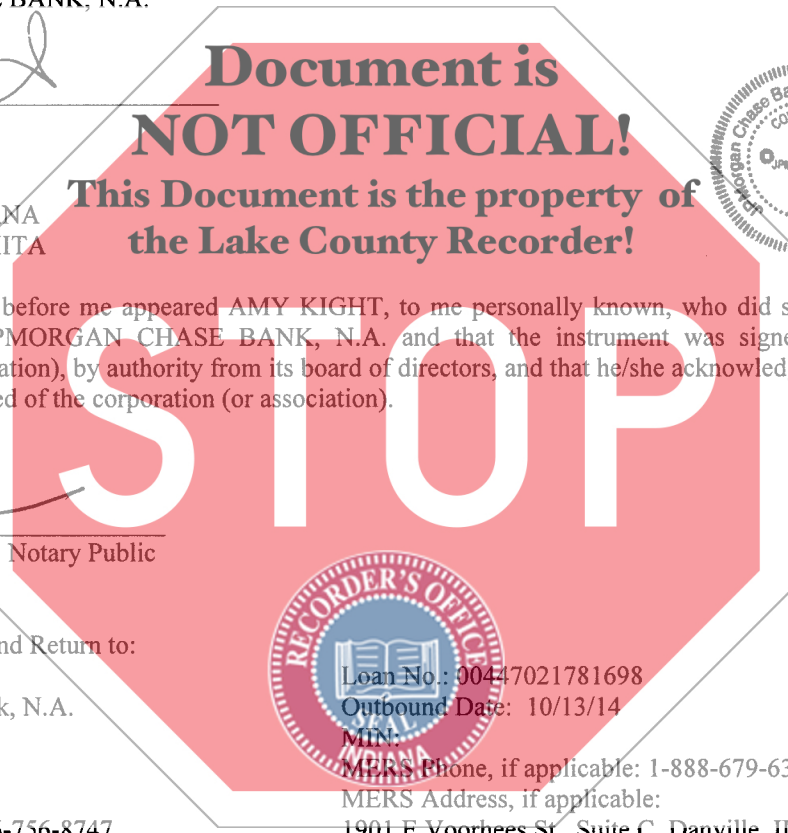 BANK, N.A.
Document is
NOT OFFICIAL!
This Document is the property of
the Lake County Recorder!
JPMorgan Chase Ba
NA
ITA
before me appeared AMY KIGHT, to me personally known, who did s
PMORGAN CHASE BANK, N.A. and that the instrument was signe
ation), by authority from its board of directors, and that he/she acknowled
ed of the corporation (or association).
STOP
Notary Public
RECORDER'S OFFICE
SEAL
INDIANA
nd Return to:
Loan No.: 00447021781698
k, N.A.
Outbound Date: 10/13/14
MIN:
MERS Phone, if applicable: 1-888-679-63
MERS Address, if applicable:
-756-8747
1901 E Voorhees St., Suite C, Danville, IL